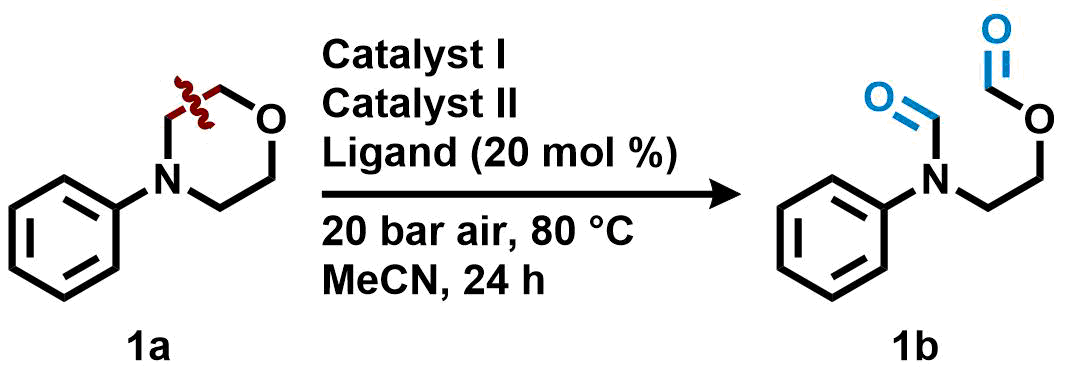 Catalyst I
Catalyst II
Ligand (20 mol %)
20 bar air, 80 °C
MeCN, 24 h
O
N
1a
O
O
O
N
1b